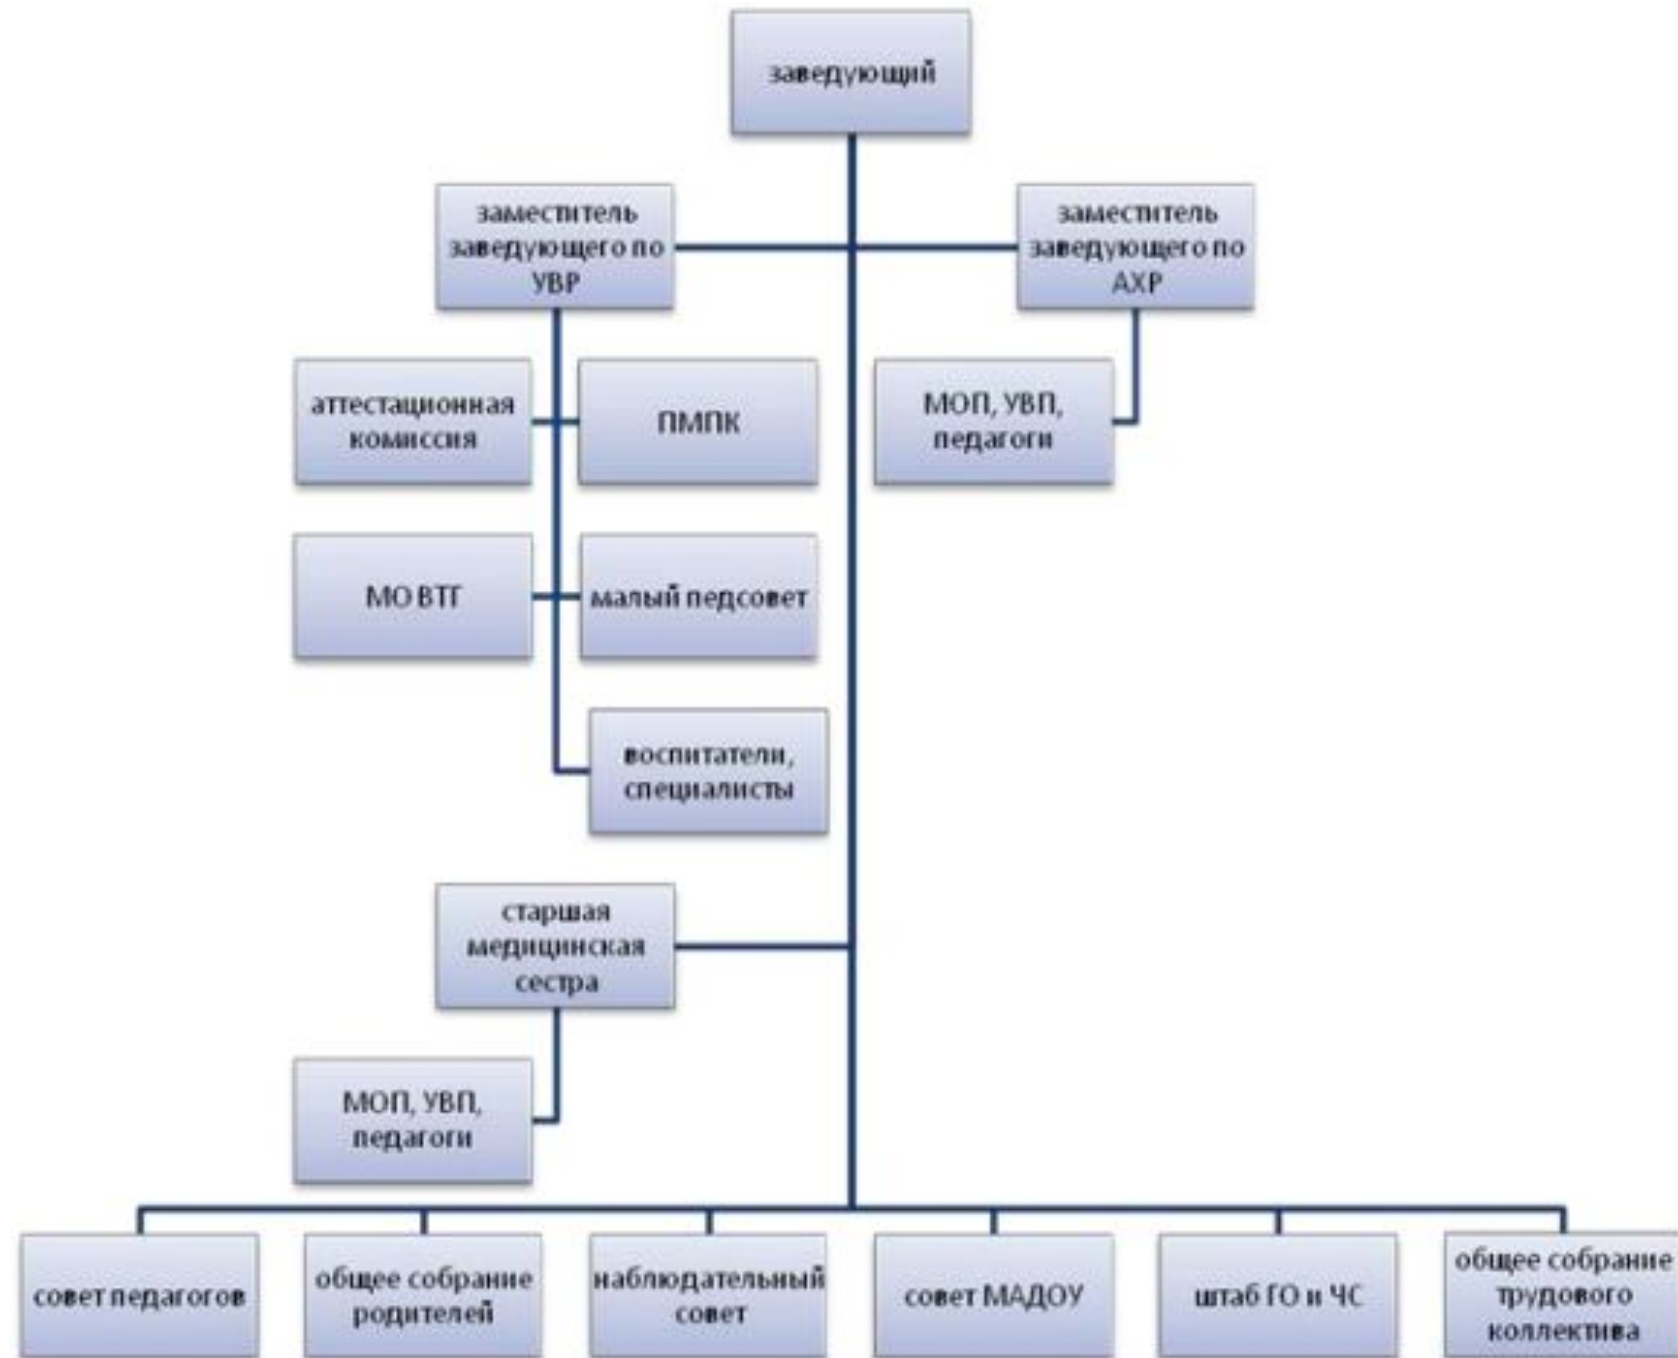 заведующий
заместитель
заведующего по
УВР
заместитель
заведующего по
АХР
аттестационная
комиссия
ПМПК
МОП, УВП,
педагоги
МО ВТГ
малый педсовет
воспитатели,
специалисты
старшая
медицинская
сестра
МОП, УВП,
педагоги
совет педагогов
общее собрание
родителей
наблюдательный
совет
совет МАДОУ
штаб ГО и ЧС
общее собрание
трудового
коллектива